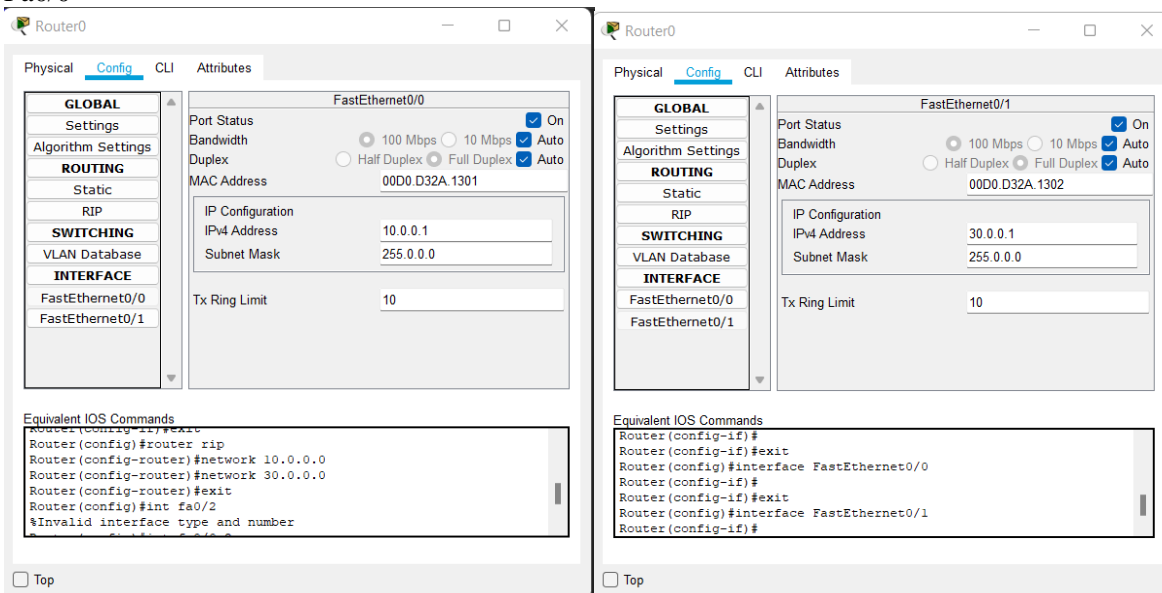 Router0
Physical Config CLI Attributes
GLOBAL
Settings
Algorithm Settings
ROUTING
Static
RIP
SWITCHING
VLAN Database
INTERFACE
FastEthernet0/0
FastEthernet0/1
FastEthernet0/0
Port Status On
Bandwidth 100 Mbps 10 Mbps Auto
Duplex Half Duplex Full Duplex Auto
MAC Address 00D0.D32A.1301
IP Configuration
IPv4 Address 10.0.0.1
Subnet Mask 255.0.0.0
Tx Ring Limit 10
Equivalent IOS Commands
Router(config-if)#exit
Router(config)#router rip
Router(config-router)#network 10.0.0.0
Router(config-router)#network 30.0.0.0
Router(config-router)#exit
Router(config)#int fa0/2
%Invalid interface type and number
Top
Router0
Physical Config CLI Attributes
GLOBAL
Settings
Algorithm Settings
ROUTING
Static
RIP
SWITCHING
VLAN Database
INTERFACE
FastEthernet0/0
FastEthernet0/1
FastEthernet0/1
Port Status On
Bandwidth 100 Mbps 10 Mbps Auto
Duplex Half Duplex Full Duplex Auto
MAC Address 00D0.D32A.1302
IP Configuration
IPv4 Address 30.0.0.1
Subnet Mask 255.0.0.0
Tx Ring Limit 10
Equivalent IOS Commands
Router(config-if)#
Router(config-if)#exit
Router(config)#interface FastEthernet0/0
Router(config-if)#
Router(config-if)#exit
Router(config)#interface FastEthernet0/1
Router(config-if)#
Top